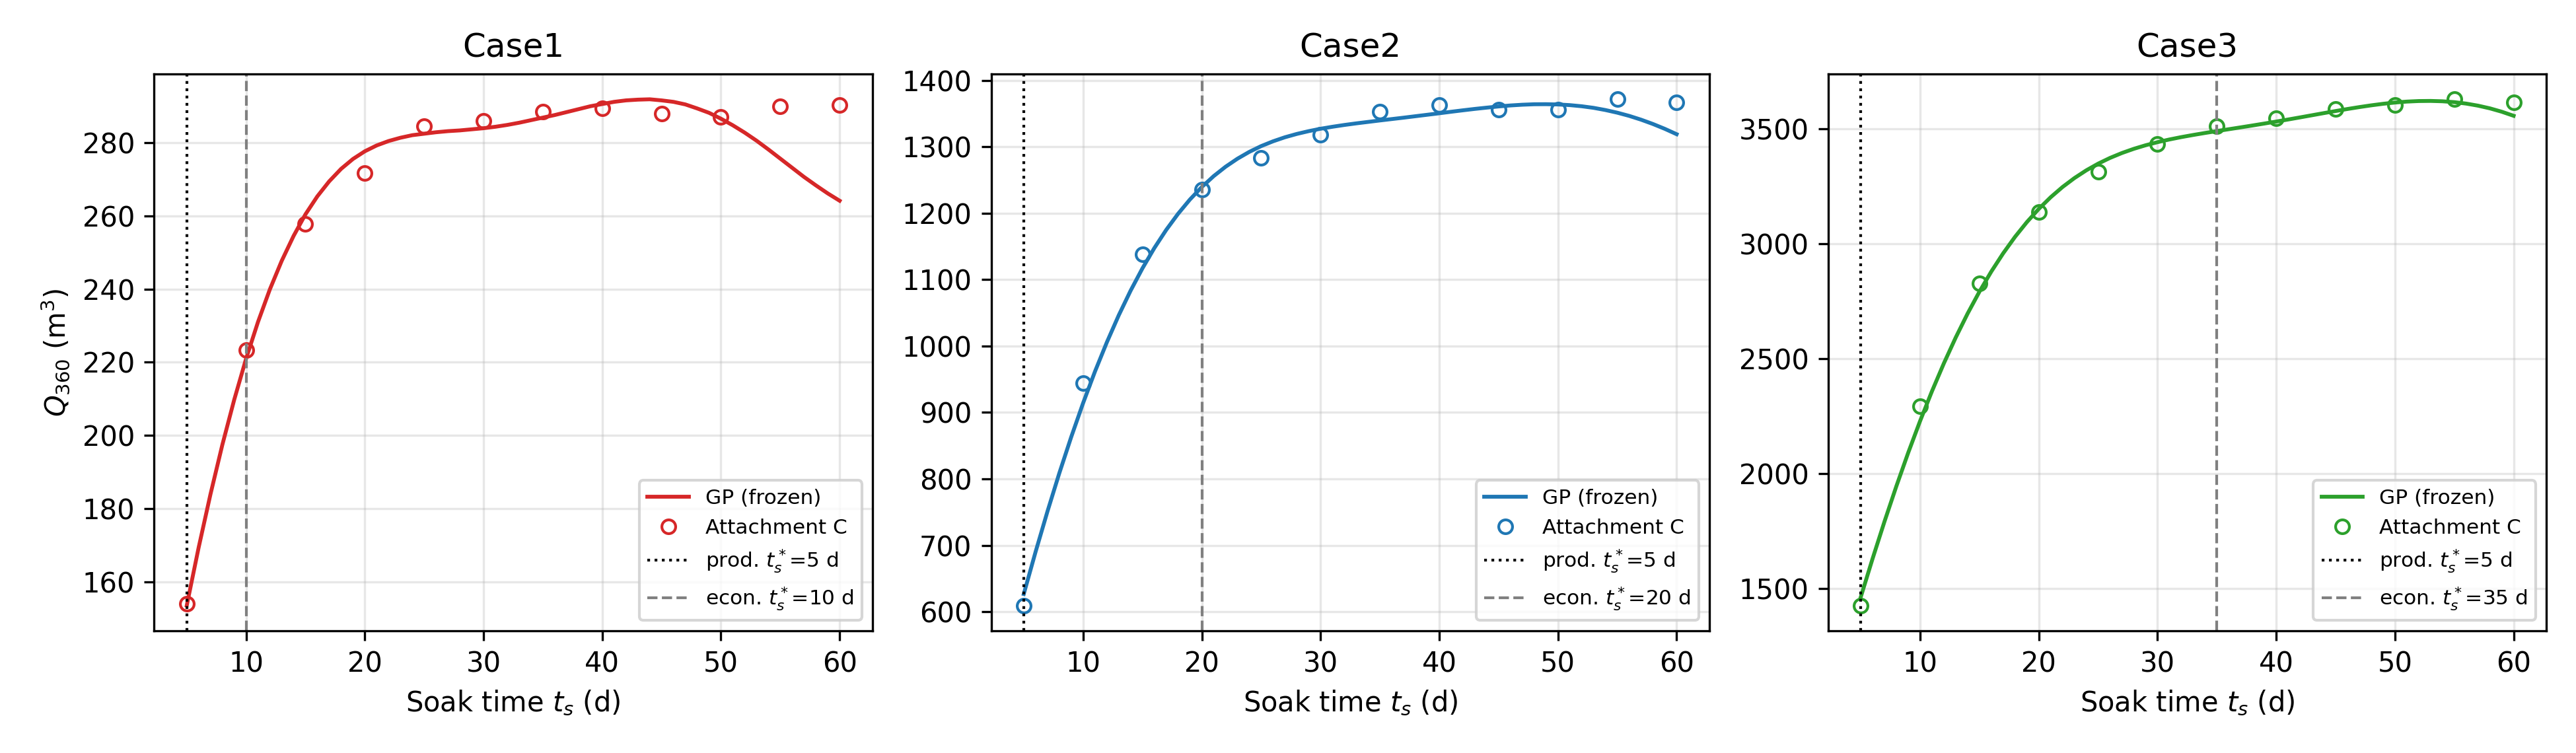 Case1
Q360 (m³)
280
260
240
220
200
180
160
10 20 30 40 50 60
Soak time ts (d)
GP (frozen)
Attachment C
prod. ts*=5 d
econ. ts*=10 d
Case2
1400
1300
1200
1100
1000
900
800
700
600
10 20 30 40 50 60
Soak time ts (d)
GP (frozen)
Attachment C
prod. ts*=5 d
econ. ts*=20 d
Case3
3500
3000
2500
2000
1500
10 20 30 40 50 60
Soak time ts (d)
GP (frozen)
Attachment C
prod. ts*=5 d
econ. ts*=35 d